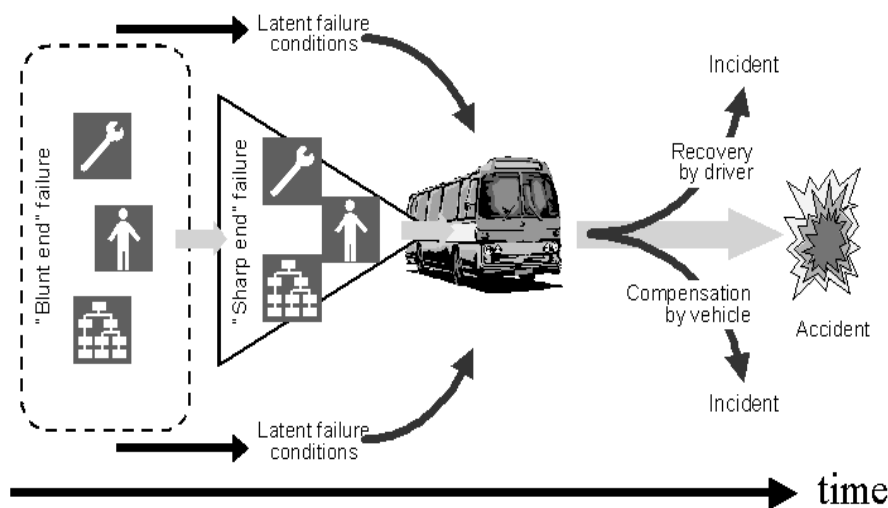 Latent failure
conditions
"Blunt end" failure
"Sharp end" failure
Incident
Recovery
by driver
Compensation
by vehicle
Accident
Incident
Latent failure
conditions
time